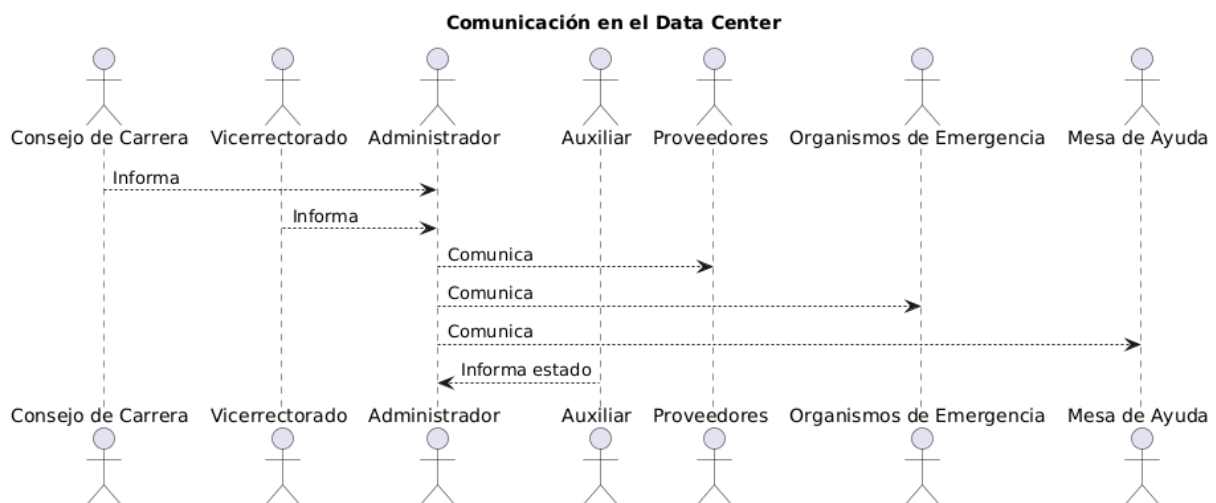 Comunicación en el Data Center
Consejo de Carrera Vicerrectorado Administrador Auxiliar Proveedores Organismos de Emergencia Mesa de Ayuda
Informa
Informa
Comunica
Comunica
Comunica
Informa estado
Consejo de Carrera Vicerrectorado Administrador Auxiliar Proveedores Organismos de Emergencia Mesa de Ayuda